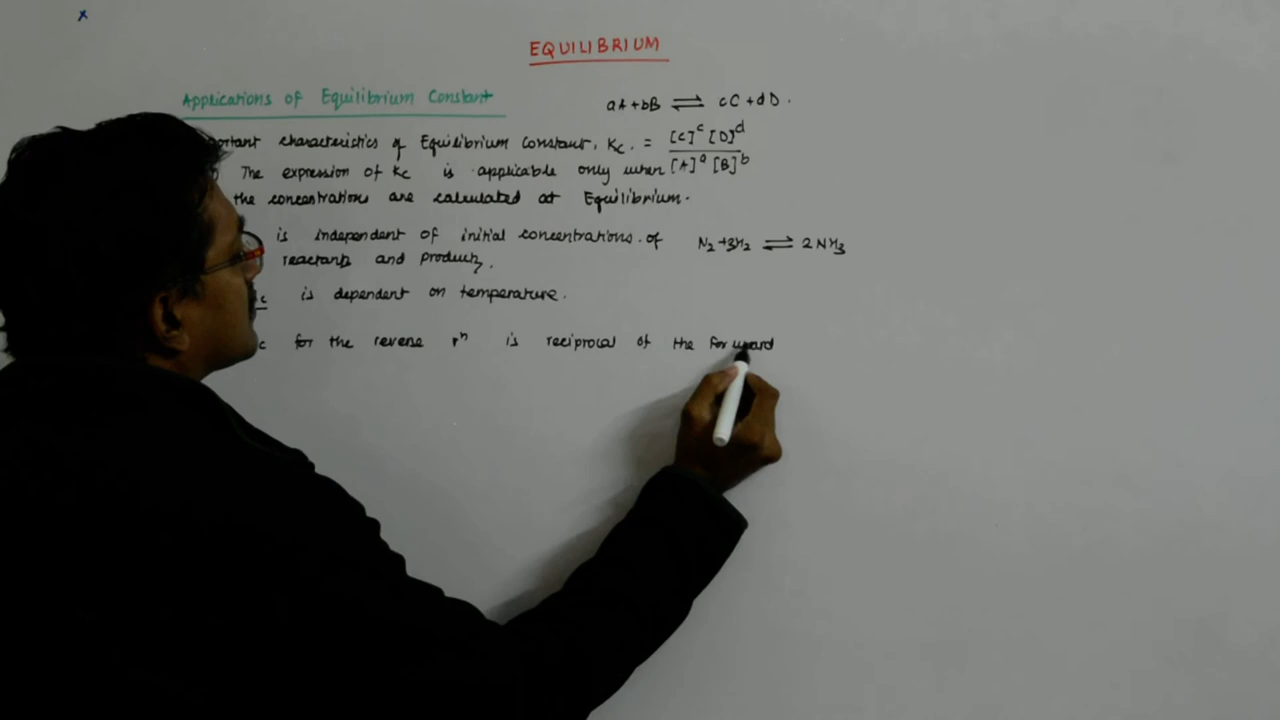 x
EQUILIBRIUM
Applications of Equilibrium Constant
aA + bB ⇌ cC + dD.
characteristics of Equilibrium Constant, Kc. = [C]^c [D]^d / [A]^a [B]^b
The expression of Kc is applicable only when
the concentrations are calculated at Equilibrium.
is independent of initial concentrations of
N2 + 3H2 ⇌ 2NH3
reactants and products.
c is dependent on temperature.
c for the reverse r^n is reciprocal of the forward